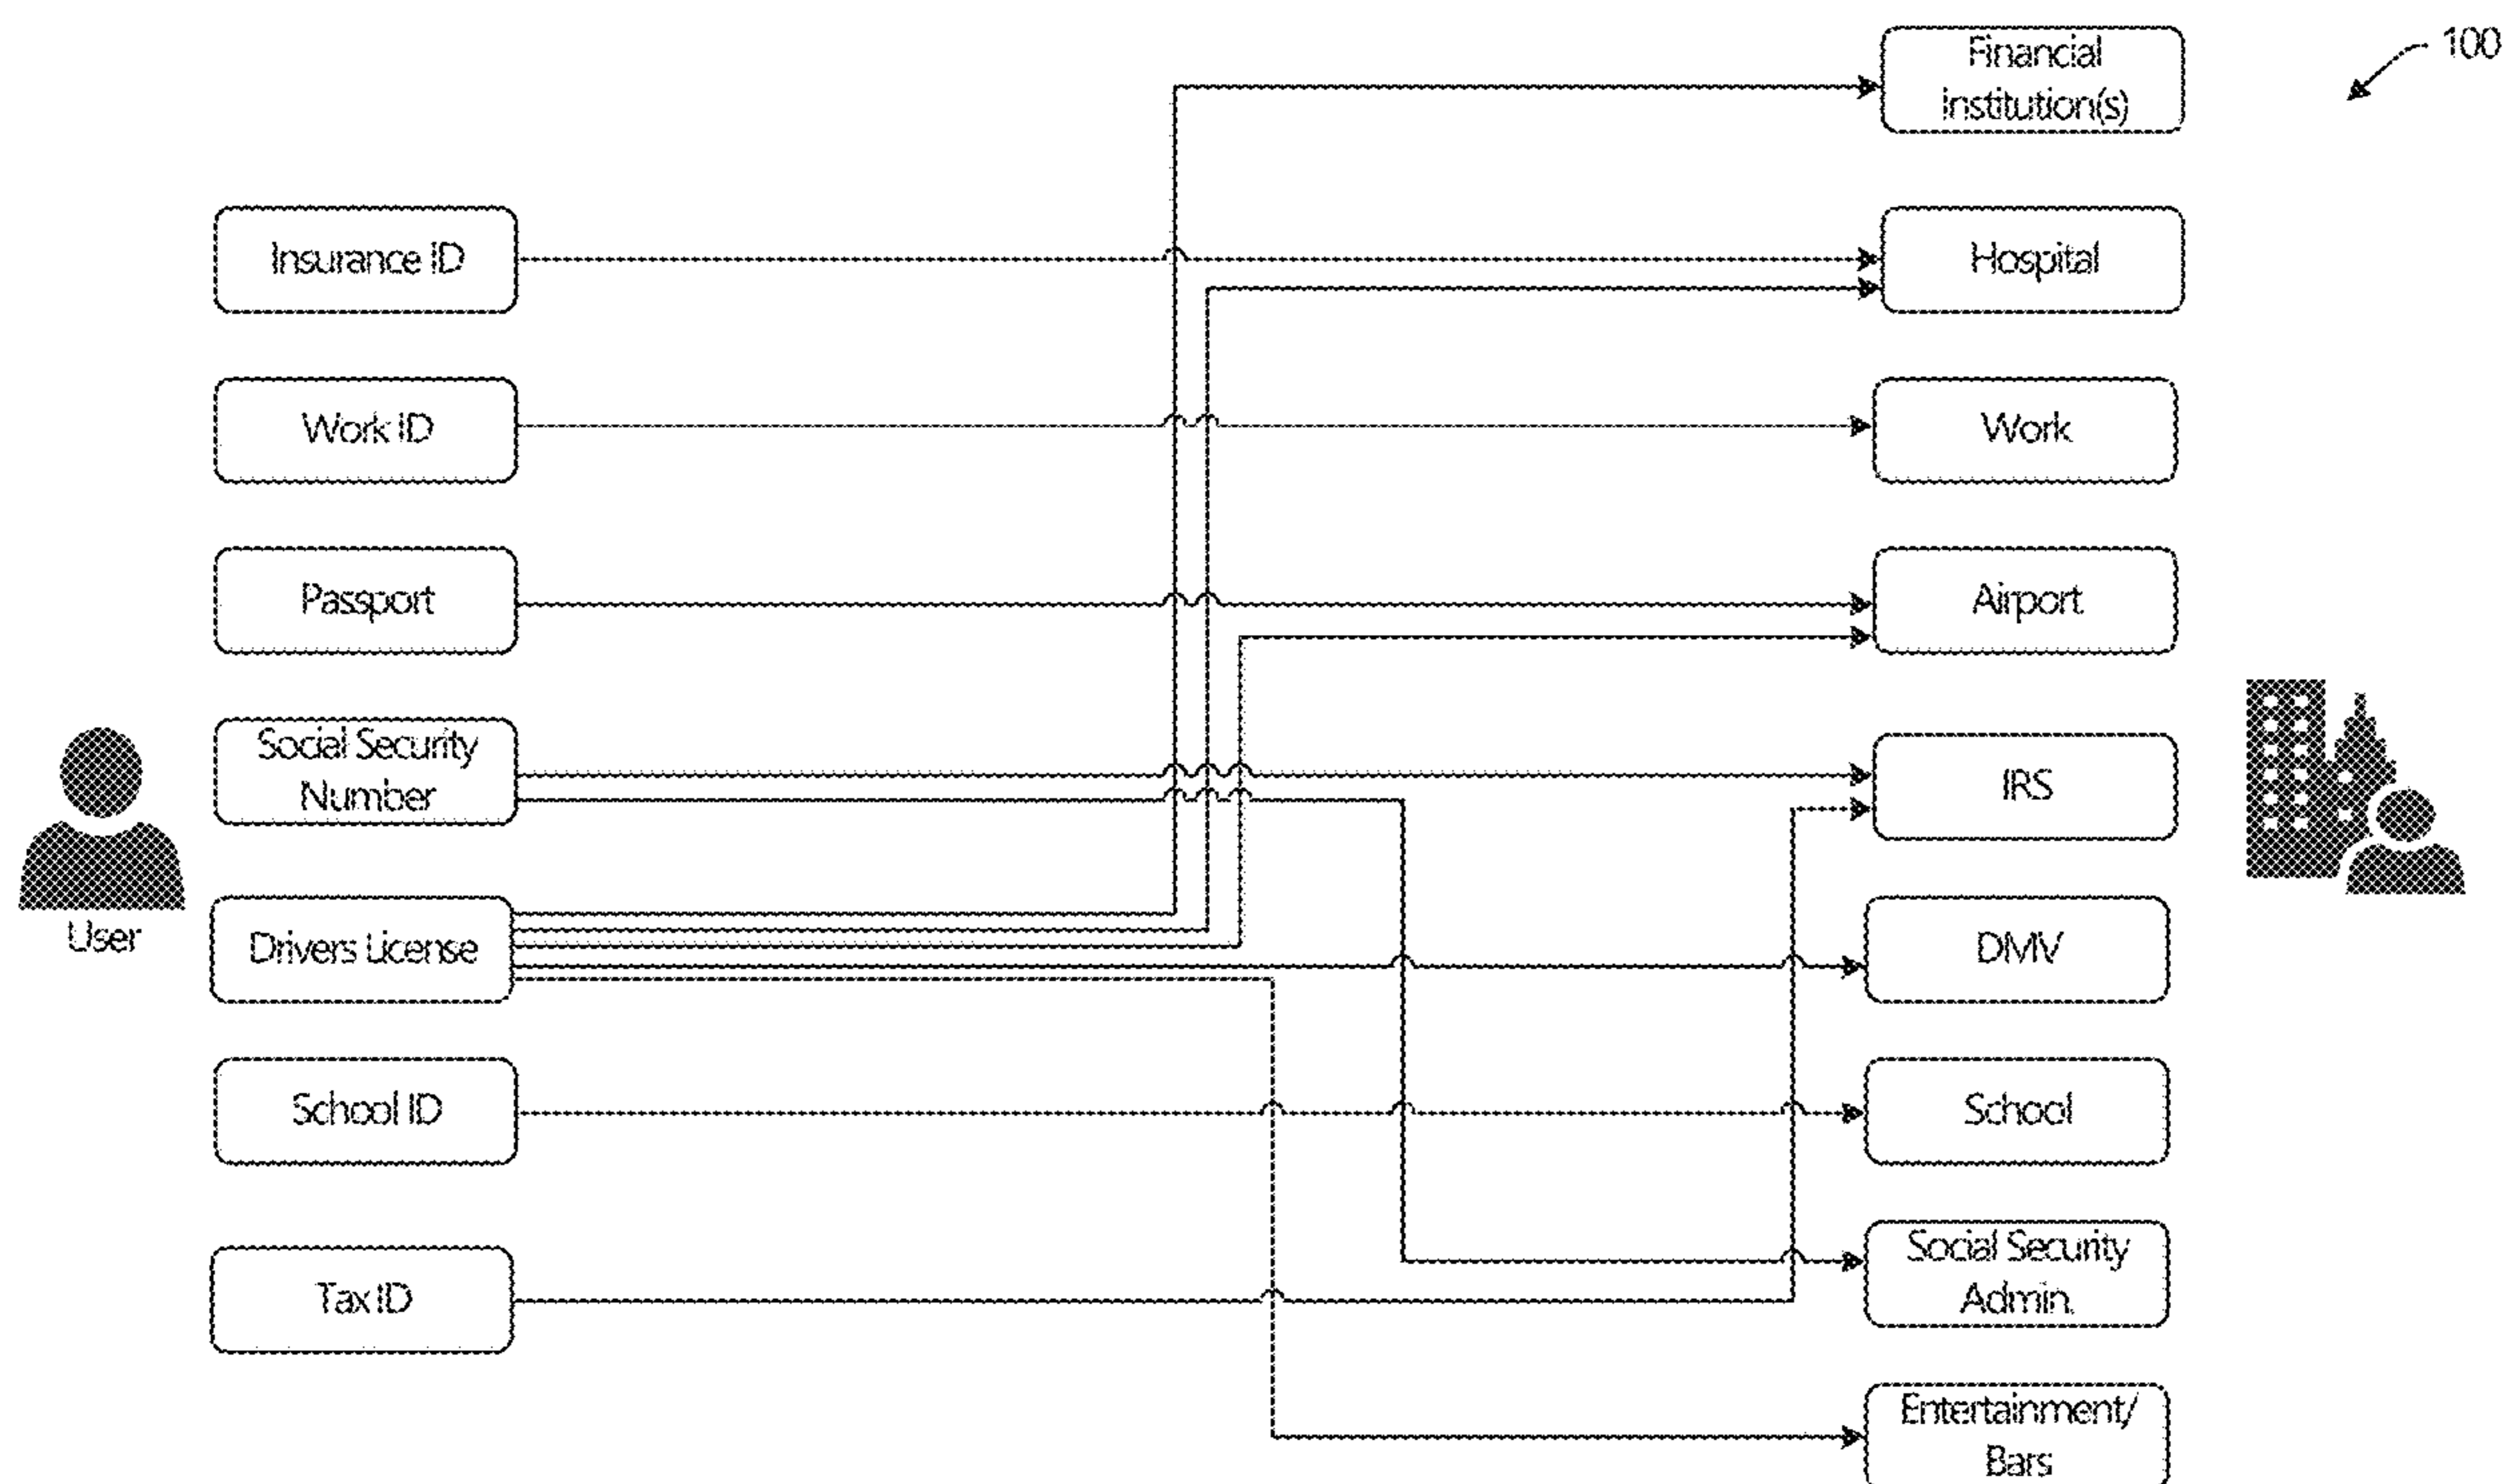 100
Financial
Institution(s)
Insurance ID
Hospital
Work ID
Work
Passport
Airport
Social Security
Number
IRS
User
Drivers License
DMV
School ID
School
Tax ID
Social Security
Admin.
Entertainment/
Bars